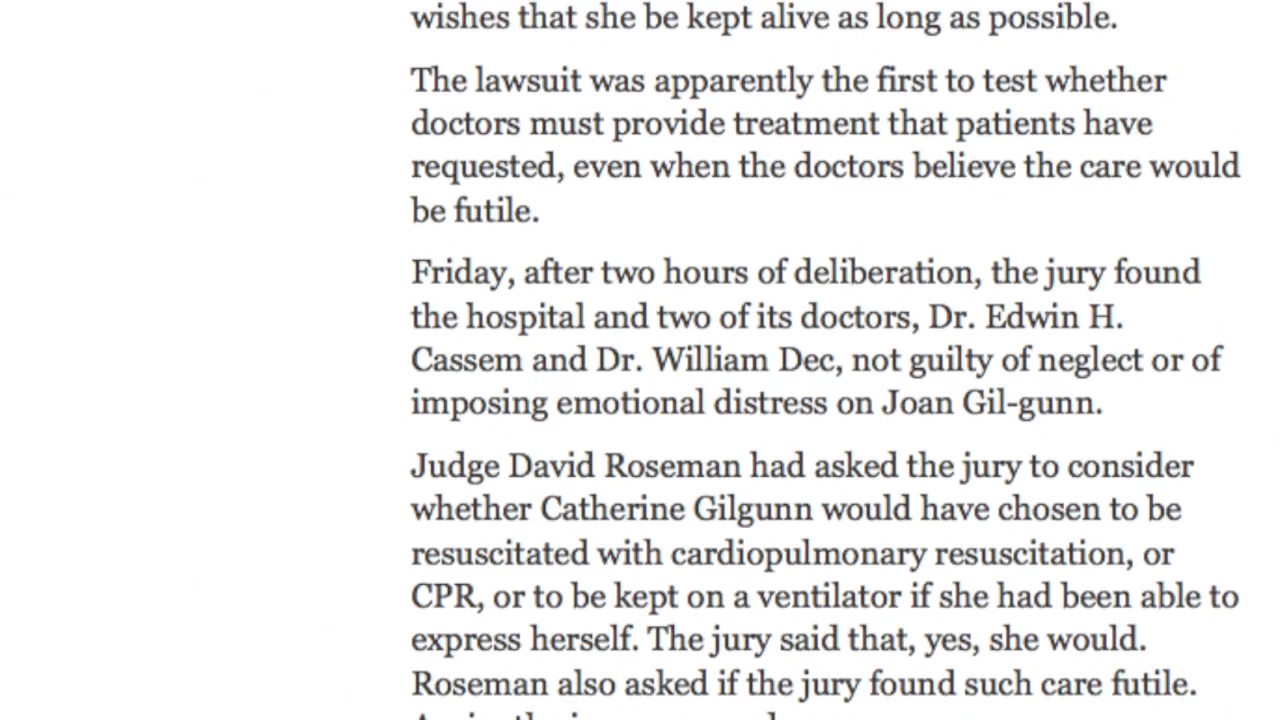 wishes that she be kept alive as long as possible.
The lawsuit was apparently the first to test whether
doctors must provide treatment that patients have
requested, even when the doctors believe the care would
be futile.
Friday, after two hours of deliberation, the jury found
the hospital and two of its doctors, Dr. Edwin H.
Cassem and Dr. William Dec, not guilty of neglect or of
imposing emotional distress on Joan Gil-gunn.
Judge David Roseman had asked the jury to consider
whether Catherine Gilgunn would have chosen to be
resuscitated with cardiopulmonary resuscitation, or
CPR, or to be kept on a ventilator if she had been able to
express herself. The jury said that, yes, she would.
Roseman also asked if the jury found such care futile.